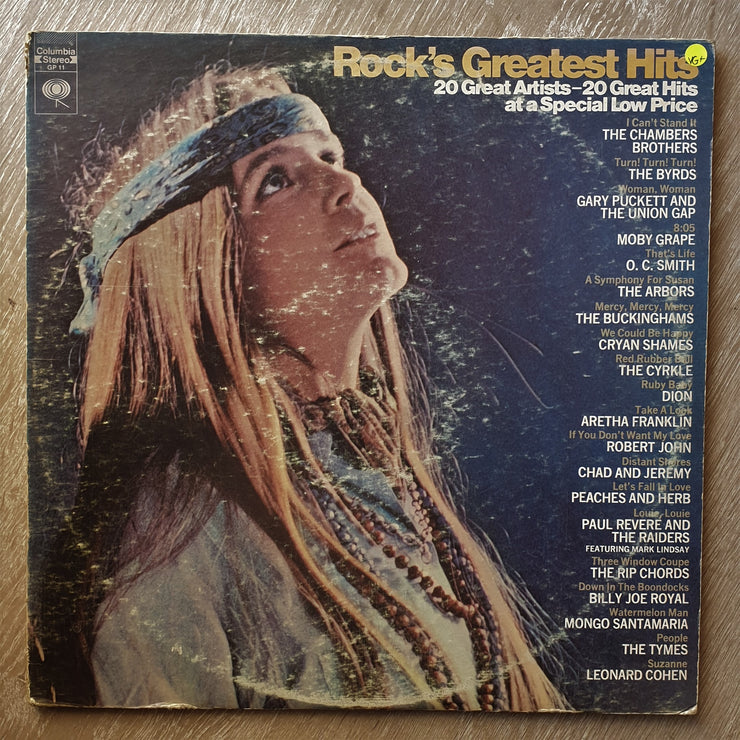 Columbia
Stereo
GP 11
Rock's Greatest Hits
VG+
20 Great Artists–20 Great Hits
at a Special Low Price
I Can't Stand It
THE CHAMBERS
BROTHERS
Turn! Turn! Turn!
THE BYRDS
Woman, Woman
GARY PUCKETT AND
THE UNION GAP
8:05
MOBY GRAPE
That's Life
O. C. SMITH
A Symphony For Susan
THE ARBORS
Mercy, Mercy, Mercy
THE BUCKINGHAMS
We Could Be Happy
CRYAN SHAMES
Red Rubber Ball
THE CYRKLE
Ruby Baby
DION
Take A Look
ARETHA FRANKLIN
If You Don't Want My Love
ROBERT JOHN
Distant Shores
CHAD AND JEREMY
Let's Fall In Love
PEACHES AND HERB
Louie, Louie
PAUL REVERE AND
THE RAIDERS
FEATURING MARK LINDSAY
Three Window Coupe
THE RIP CHORDS
Down In The Boondocks
BILLY JOE ROYAL
Watermelon Man
MONGO SANTAMARIA
People
THE TYMES
Suzanne
LEONARD COHEN